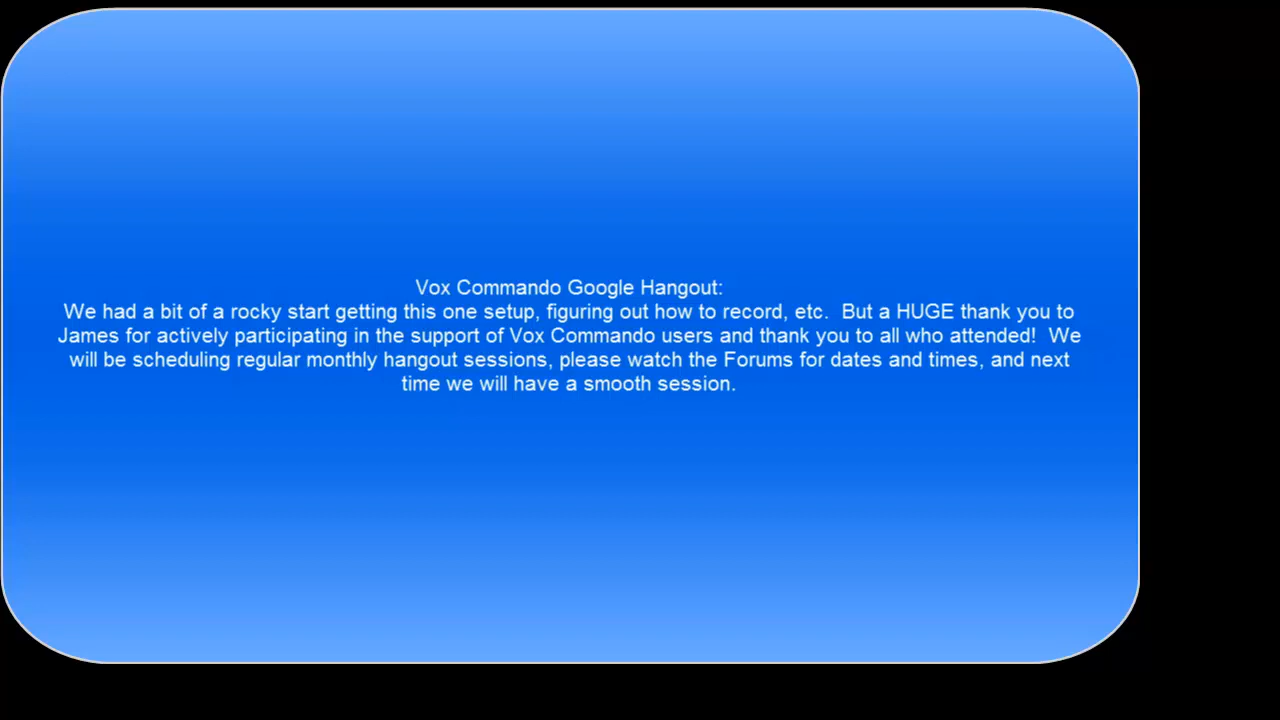 Vox Commando Google Hangout:
We had a bit of a rocky start getting this one setup, figuring out how to record, etc.  But a HUGE thank you to
James for actively participating in the support of Vox Commando users and thank you to all who attended!  We
will be scheduling regular monthly hangout sessions, please watch the Forums for dates and times, and next
time we will have a smooth session.